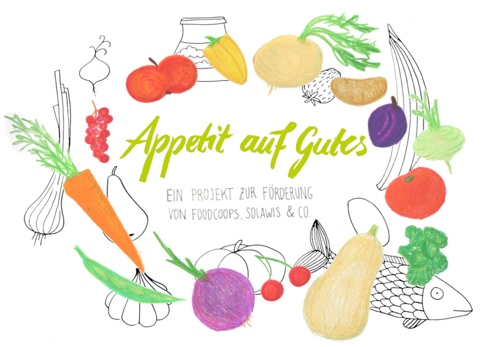 Appetit auf Gutes
EIN PROJEKT ZUR FÖRDERUNG
VON FOODCOOPS, SOLAWIS & CO.